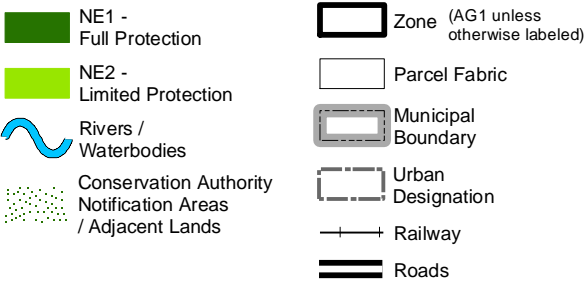 NE1 -
Full Protection
NE2 -
Limited Protection
Rivers /
Waterbodies
Conservation Authority
Notification Areas
/ Adjacent Lands
Zone (AG1 unless
otherwise labeled)
Parcel Fabric
Municipal
Boundary
Urban
Designation
Railway
Roads